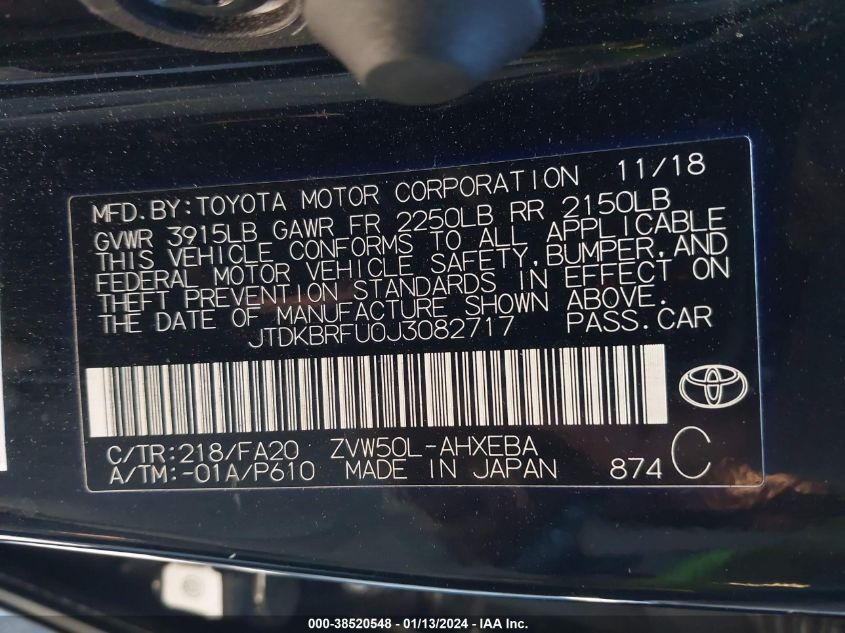 MFD.BY:TOYOTA MOTOR CORPORATION 11/18
GVWR 3915LB GAWR FR 2250LB RR 2150LB
THIS VEHICLE CONFORMS TO ALL APPLICABLE
FEDERAL MOTOR VEHICLE SAFETY,BUMPER,AND
THEFT PREVENTION STANDARDS IN EFFECT ON
THE DATE OF MANUFACTURE SHOWN ABOVE.
JTDKBRFU0J3082717 PASS.CAR
C/TR:218/FA20 ZVW50L-AHXEBA
A/TM:-01A/P610 MADE IN JAPAN 874 C
000-38520548 - 01/13/2024 - IAA Inc.